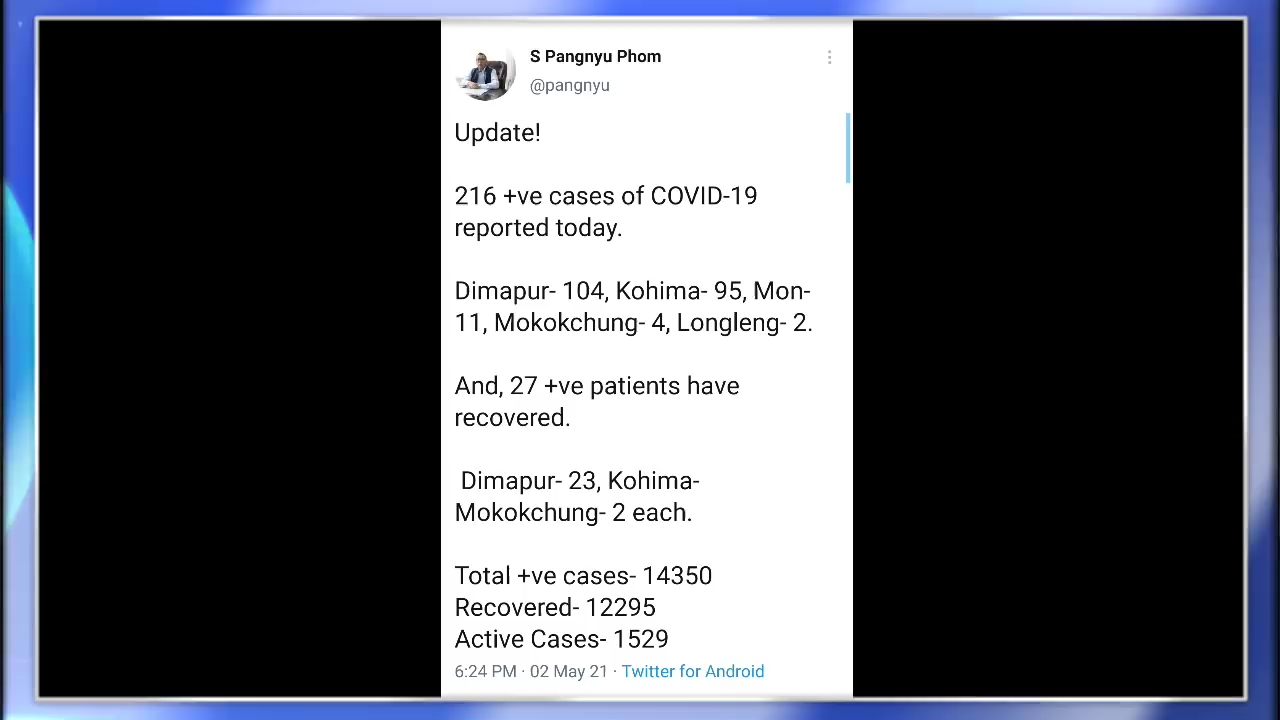 S Pangnyu Phom
@pangnyu
Update!
216 +ve cases of COVID-19
reported today.
Dimapur- 104, Kohima- 95, Mon-
11, Mokokchung- 4, Longleng- 2.
And, 27 +ve patients have
recovered.
Dimapur- 23, Kohima-
Mokokchung- 2 each.
Total +ve cases- 14350
Recovered- 12295
Active Cases- 1529
6:24 PM · 02 May 21 · Twitter for Android